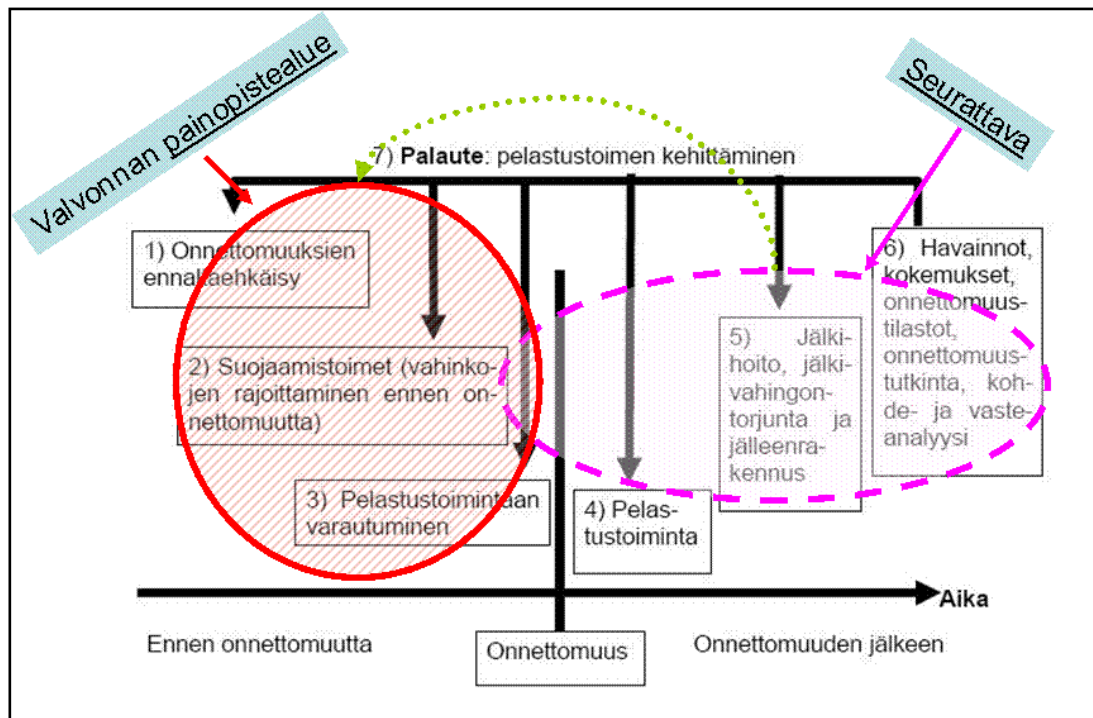 Valvonnan painopistealue
Seurattava
7) Palaute: pelastustoimen kehittäminen
1) Onnettomuuksien
ennaltaehkäisy
2) Suojaamistoimet (vahinko-
jen rajoittaminen ennen on-
nettomuutta)
3) Pelastustoimintaan
varautuminen
4) Pelas-
tustoiminta
5) Jälki-
hoito, jälki-
vahingon-
torjunta ja
jälleenra-
kennus
6) Havainnot,
kokemukset,
onnettomuus-
tilastot,
onnettomuus-
tutkinta, koh-
de- ja vaste-
analyysi
Aika
Ennen onnettomuutta
Onnettomuus
Onnettomuuden jälkeen